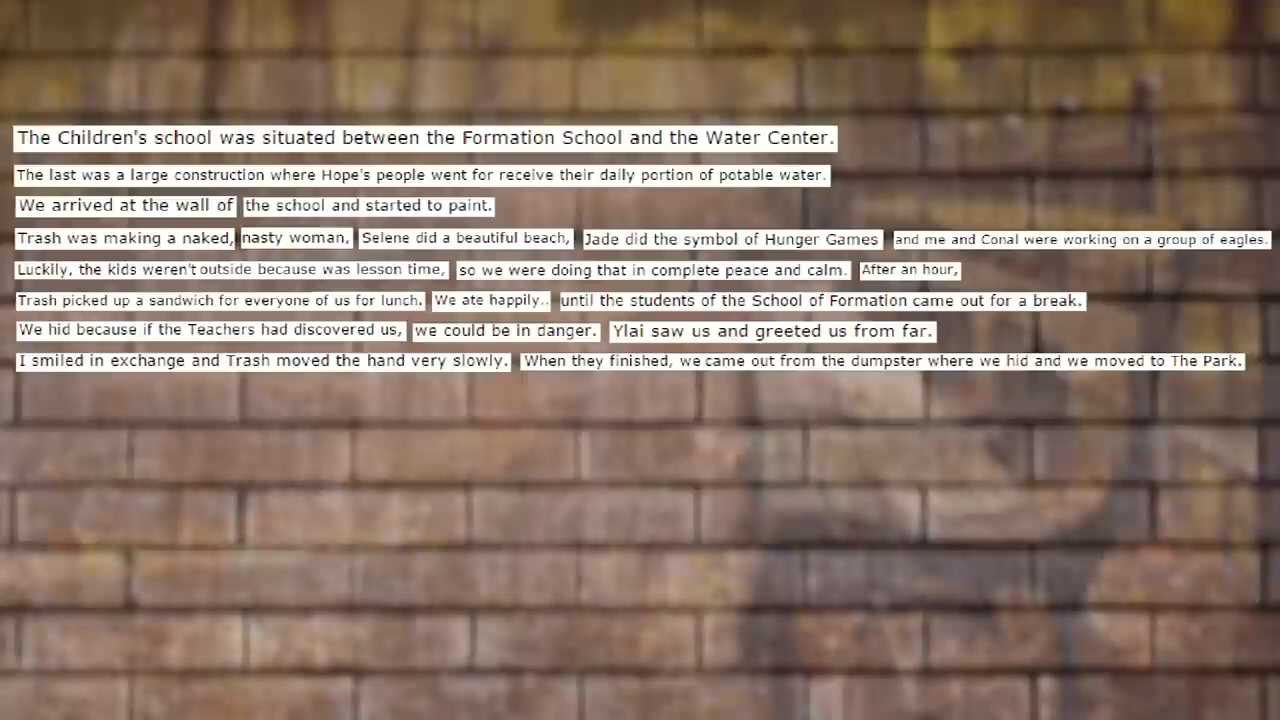 The Children's school was situated between the Formation School and the Water Center.
The last was a large construction where Hope's people went for receive their daily portion of potable water.
We arrived at the wall of the school and started to paint.
Trash was making a naked, nasty woman, Selene did a beautiful beach, Jade did the symbol of Hunger Games and me and Conal were working on a group of eagles.
Luckily, the kids weren't outside because was lesson time, so we were doing that in complete peace and calm. After an hour,
Trash picked up a sandwich for everyone of us for lunch. We ate happily.. until the students of the School of Formation came out for a break.
We hid because if the Teachers had discovered us, we could be in danger. Ylai saw us and greeted us from far.
I smiled in exchange and Trash moved the hand very slowly. When they finished, we came out from the dumpster where we hid and we moved to The Park.